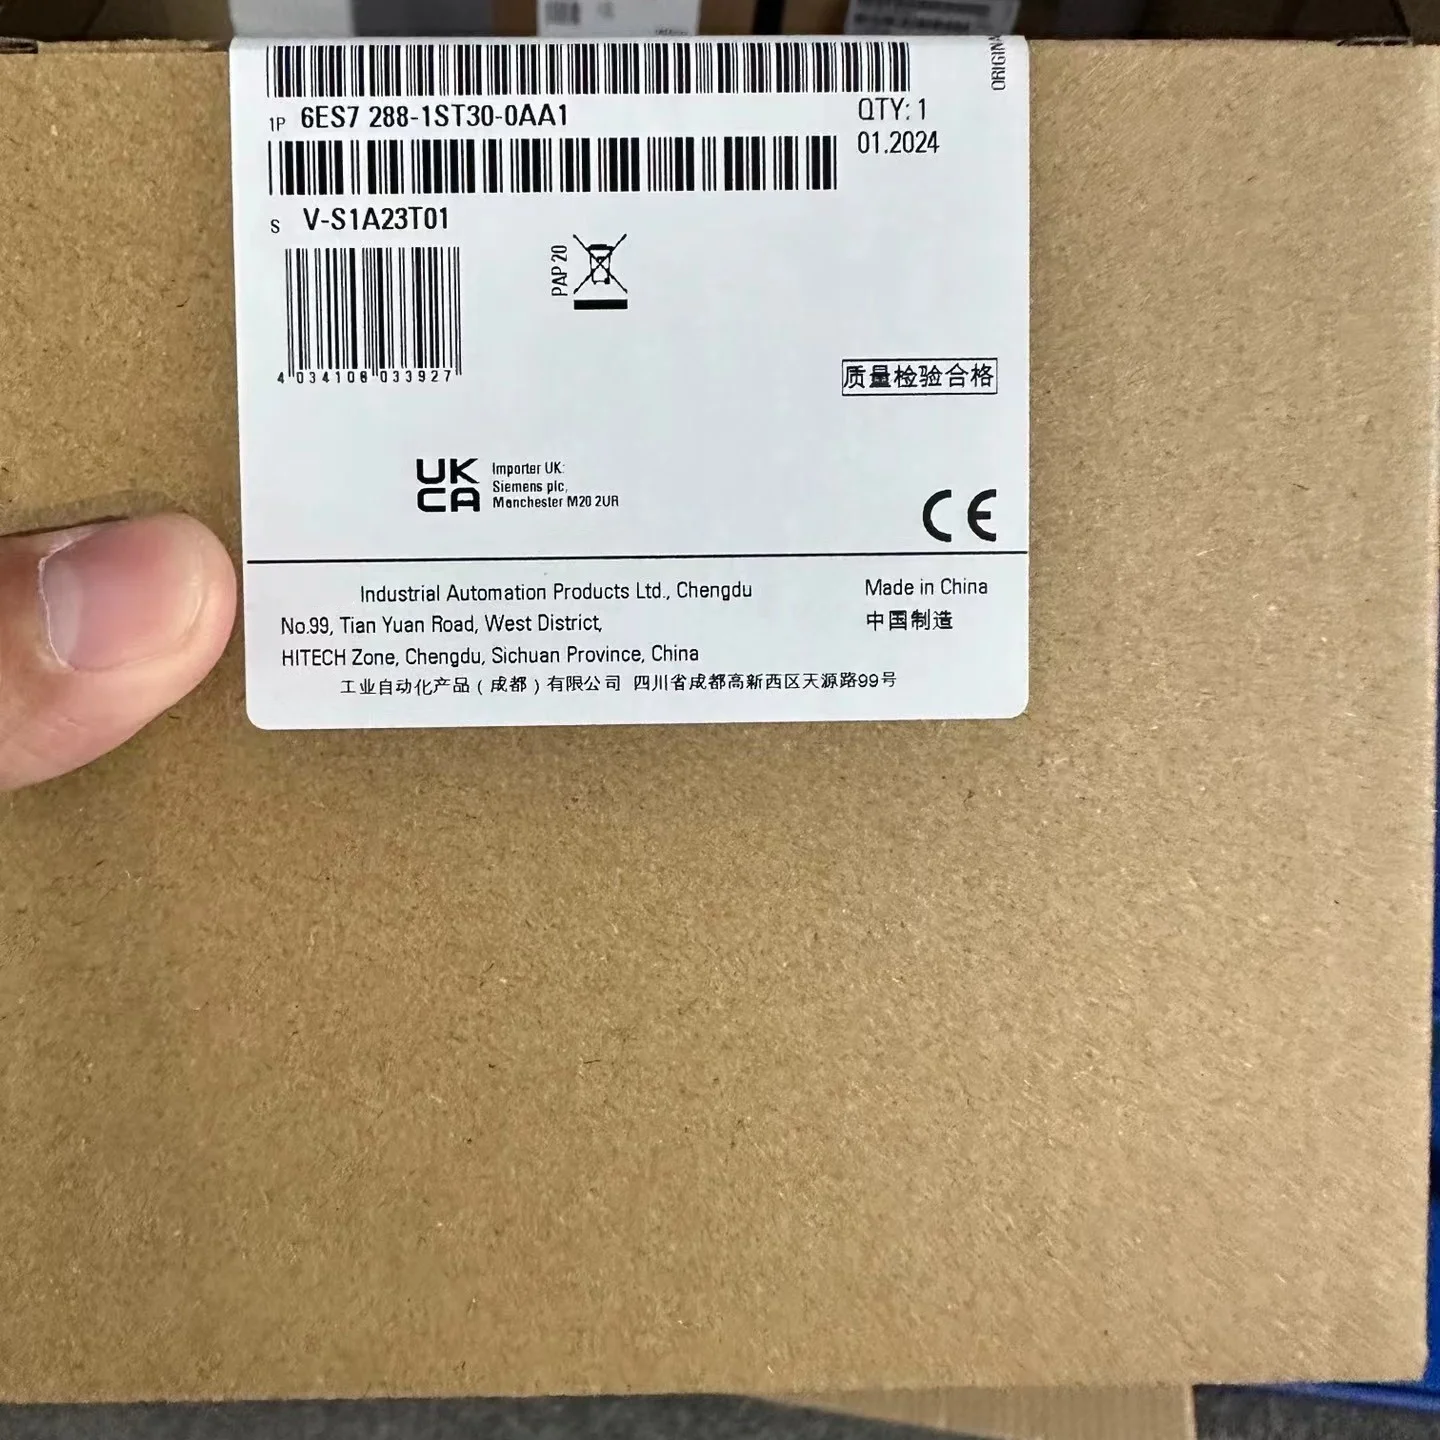 ORIGINA
1P 6ES7 288-1ST30-0AA1
QTY: 1
01.2024
S V-S1A23T01
PAP 20
4 034106 033927
质量检验合格
UK
CA
Importer UK:
Siemens plc,
Manchester M20 2UR
CE
Industrial Automation Products Ltd., Chengdu
No.99, Tian Yuan Road, West District,
HITECH Zone, Chengdu, Sichuan Province, China
工业自动化产品(成都)有限公司 四川省成都高新西区天源路99号
Made in China
中国制造